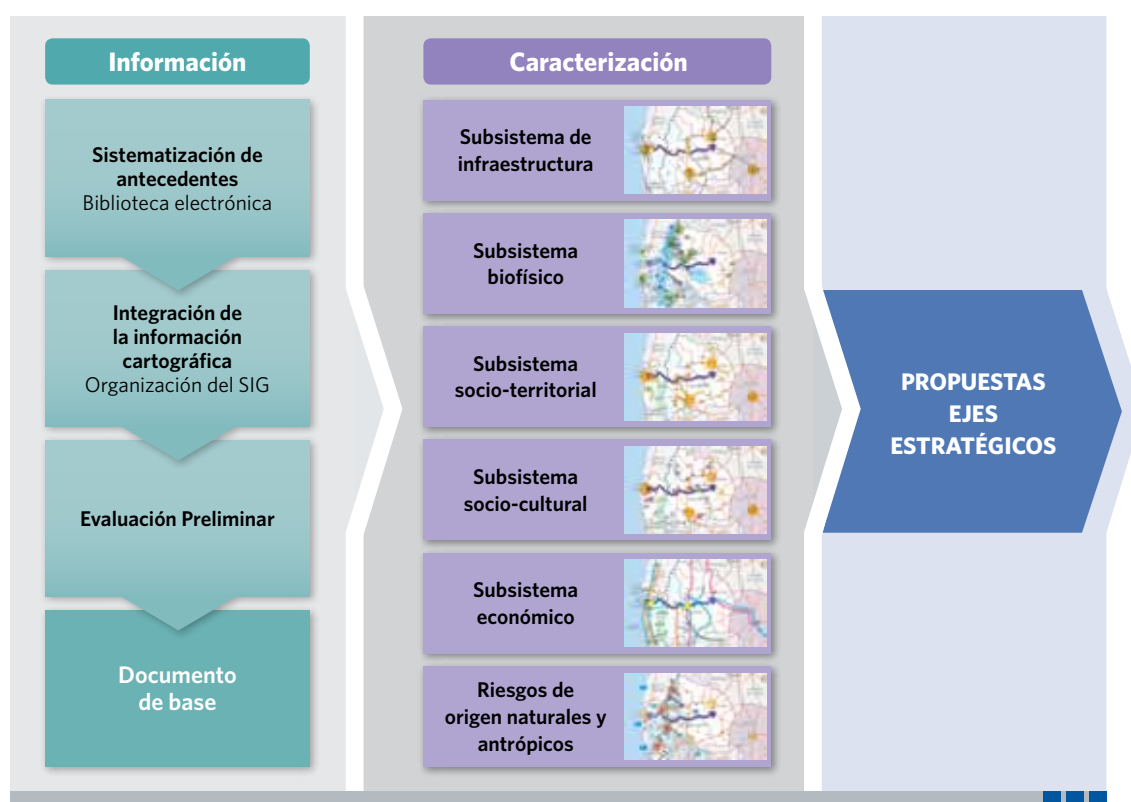 Información
Sistematización de
antecedentes
Biblioteca electrónica
Integración de
la información
cartográfica
Organización del SIG
Evaluación Preliminar
Documento
de base
Caracterización
Subsistema de
infraestructura
Subsistema
biofísico
Subsistema
socio-territorial
Subsistema
socio-cultural
Subsistema
económico
Riesgos de
origen naturales y
antrópicos
PROPUESTAS
EJES
ESTRATÉGICOS